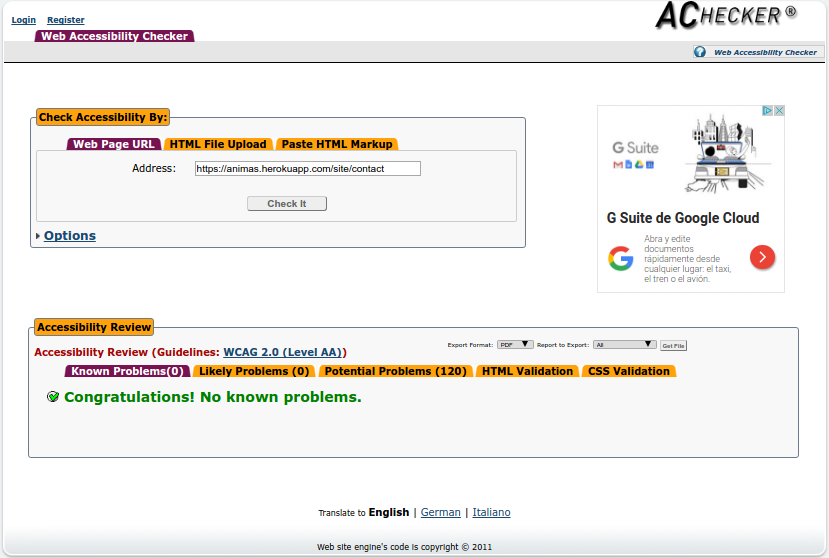 Login Register
ACHECKER ®
Web Accessibility Checker
Web Accessibility Checker
Check Accessibility By:
Web Page URL HTML File Upload Paste HTML Markup
Address: https://animas.herokuapp.com/site/contact
Check It
Options
G Suite
G Suite de Google Cloud
Abra y edite
documentos
rápidamente desde
cualquier lugar: el taxi,
el tren o el avión.
Accessibility Review
Accessibility Review (Guidelines: WCAG 2.0 (Level AA))
Export Format: PDF Report to Export: All Get File
Known Problems(0) Likely Problems (0) Potential Problems (120) HTML Validation CSS Validation
Congratulations! No known problems.
Translate to English | German | Italiano
Web site engine's code is copyright © 2011